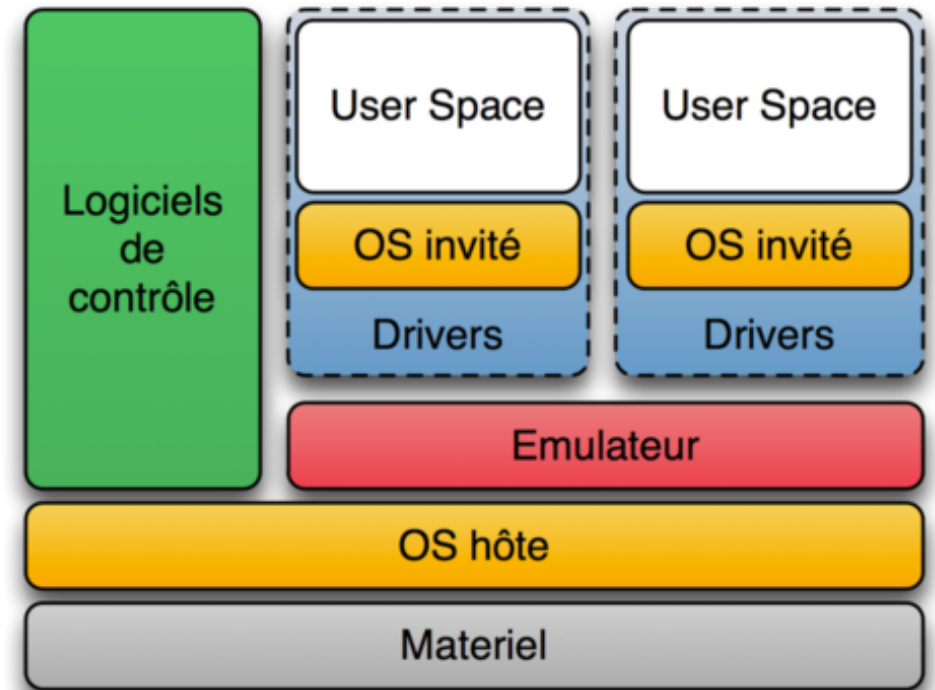 User Space
User Space
Logiciels
de
contrôle
OS invité
OS invité
Drivers
Drivers
Emulateur
OS hôte
Materiel